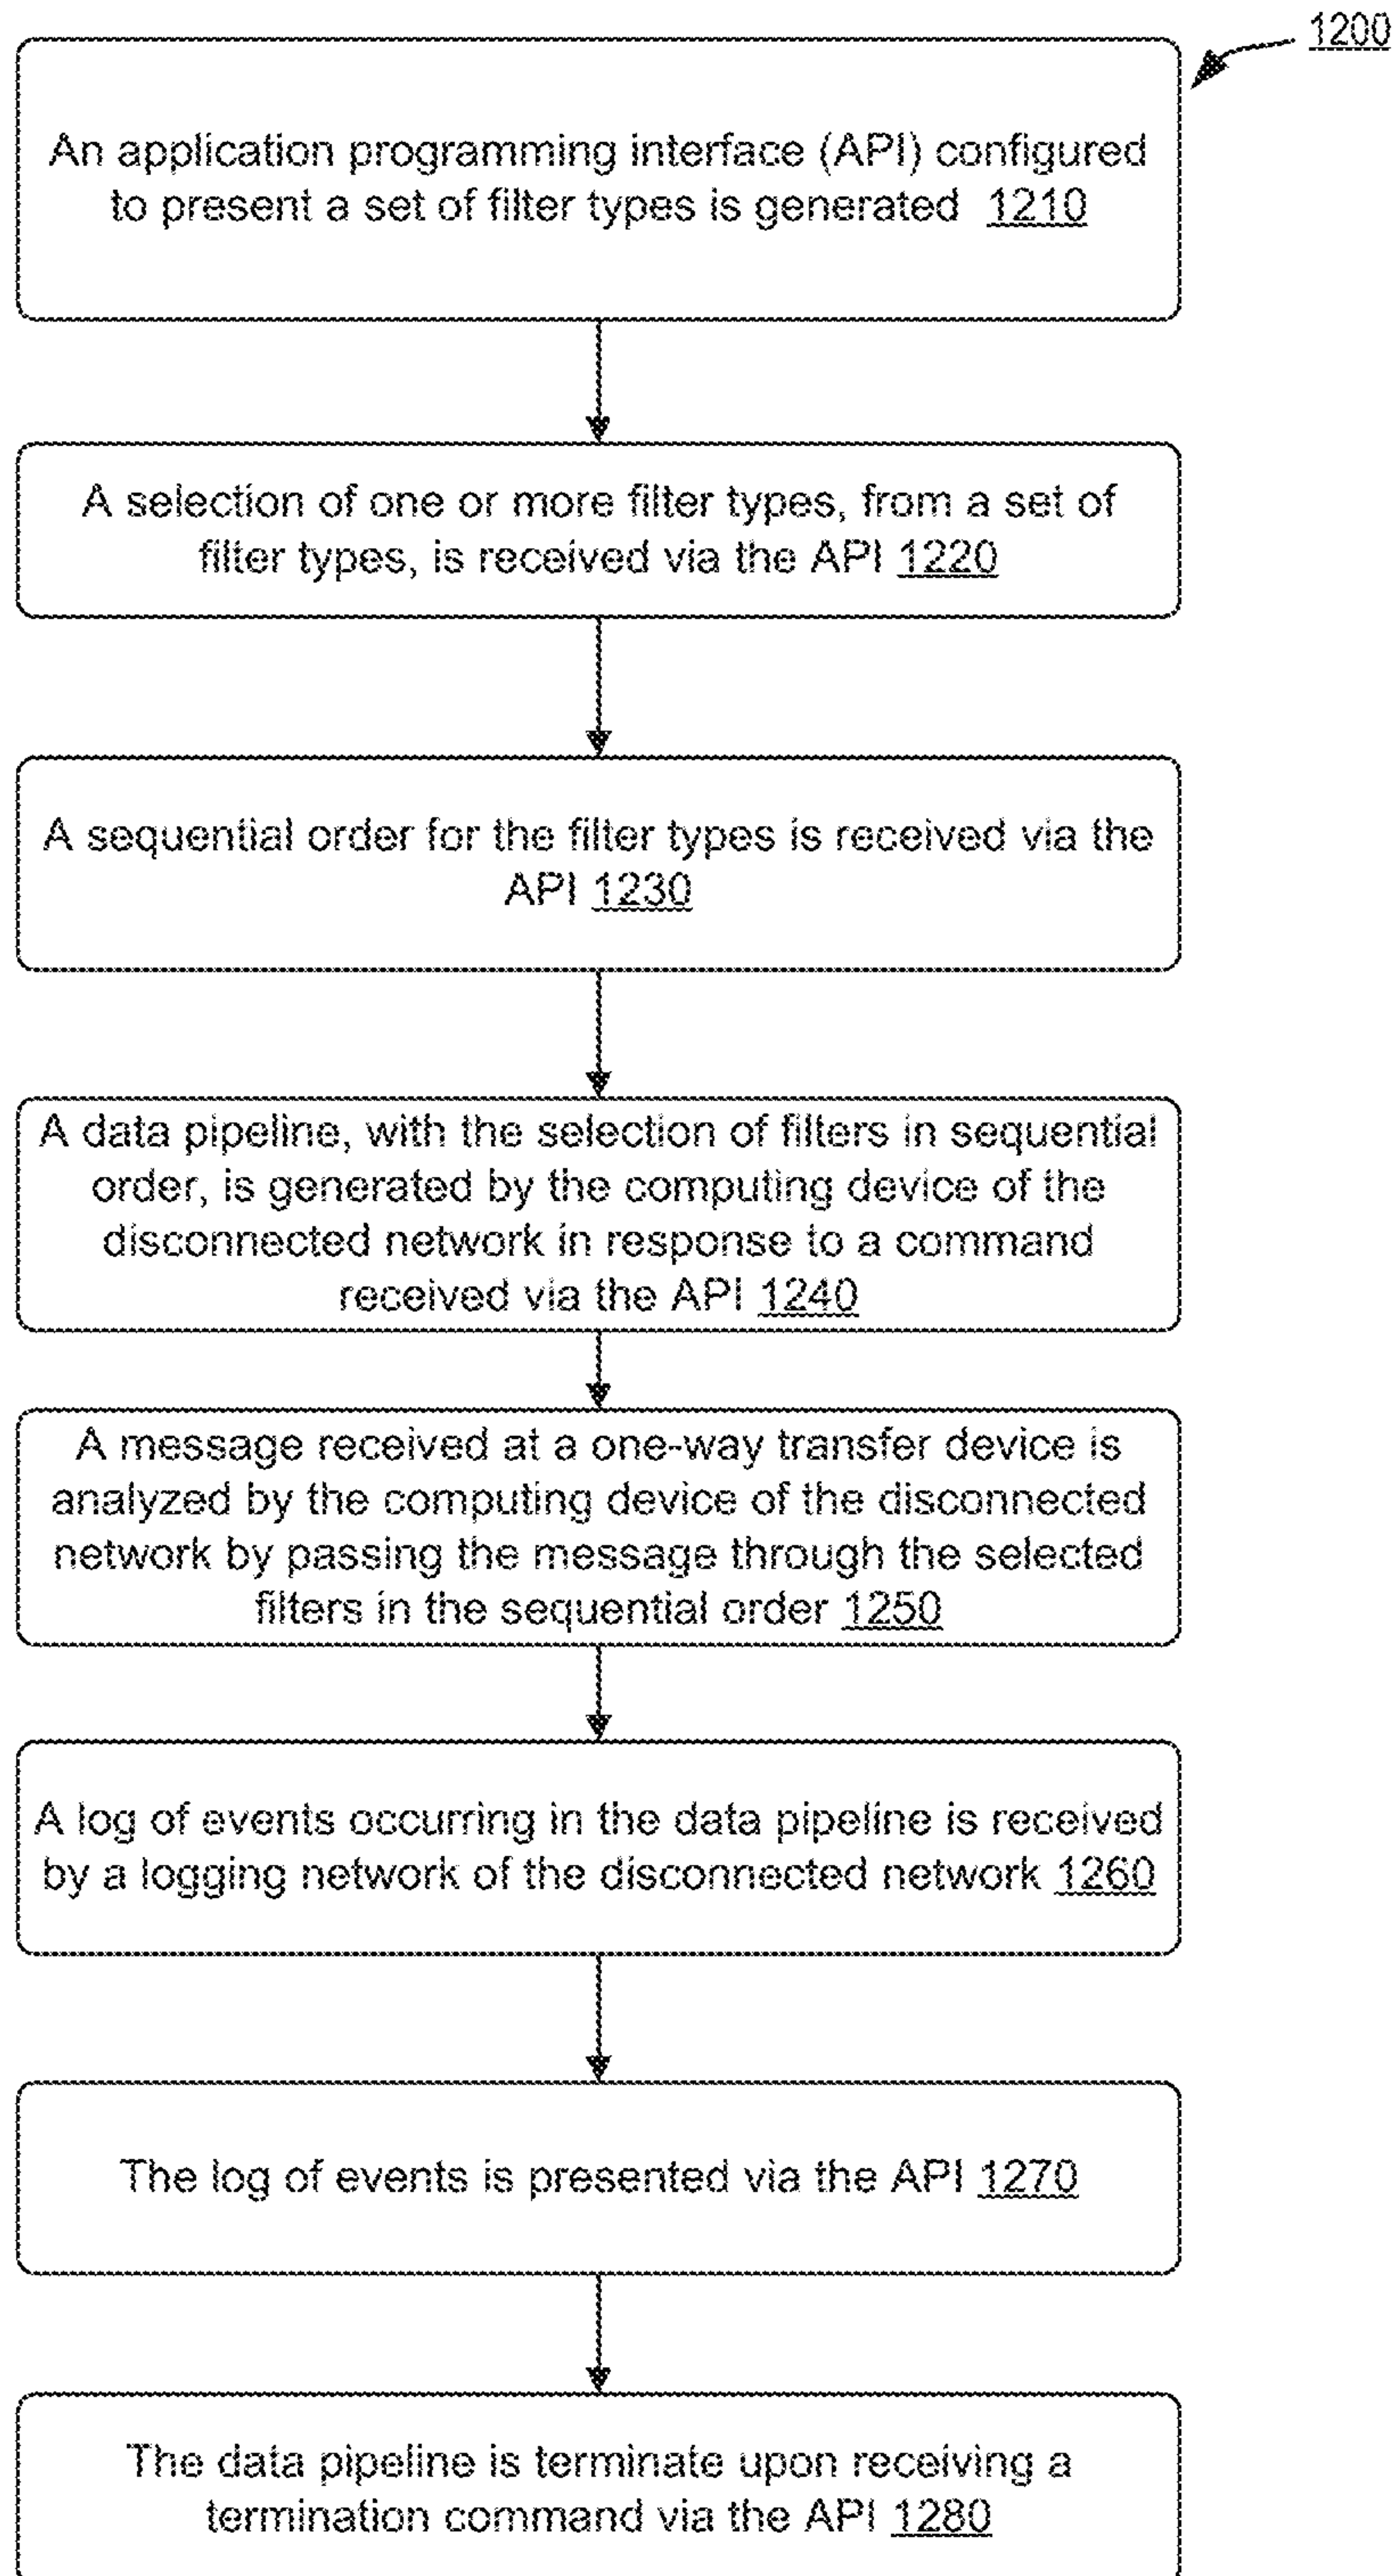 1200
An application programming interface (API) configured
to present a set of filter types is generated 1210
A selection of one or more filter types, from a set of
filter types, is received via the API 1220
A sequential order for the filter types is received via the
API 1230
A data pipeline, with the selection of filters in sequential
order, is generated by the computing device of the
disconnected network in response to a command
received via the API 1240
A message received at a one-way transfer device is
analyzed by the computing device of the disconnected
network by passing the message through the selected
filters in the sequential order 1250
A log of events occurring in the data pipeline is received
by a logging network of the disconnected network 1260
The log of events is presented via the API 1270
The data pipeline is terminate upon receiving a
termination command via the API 1280